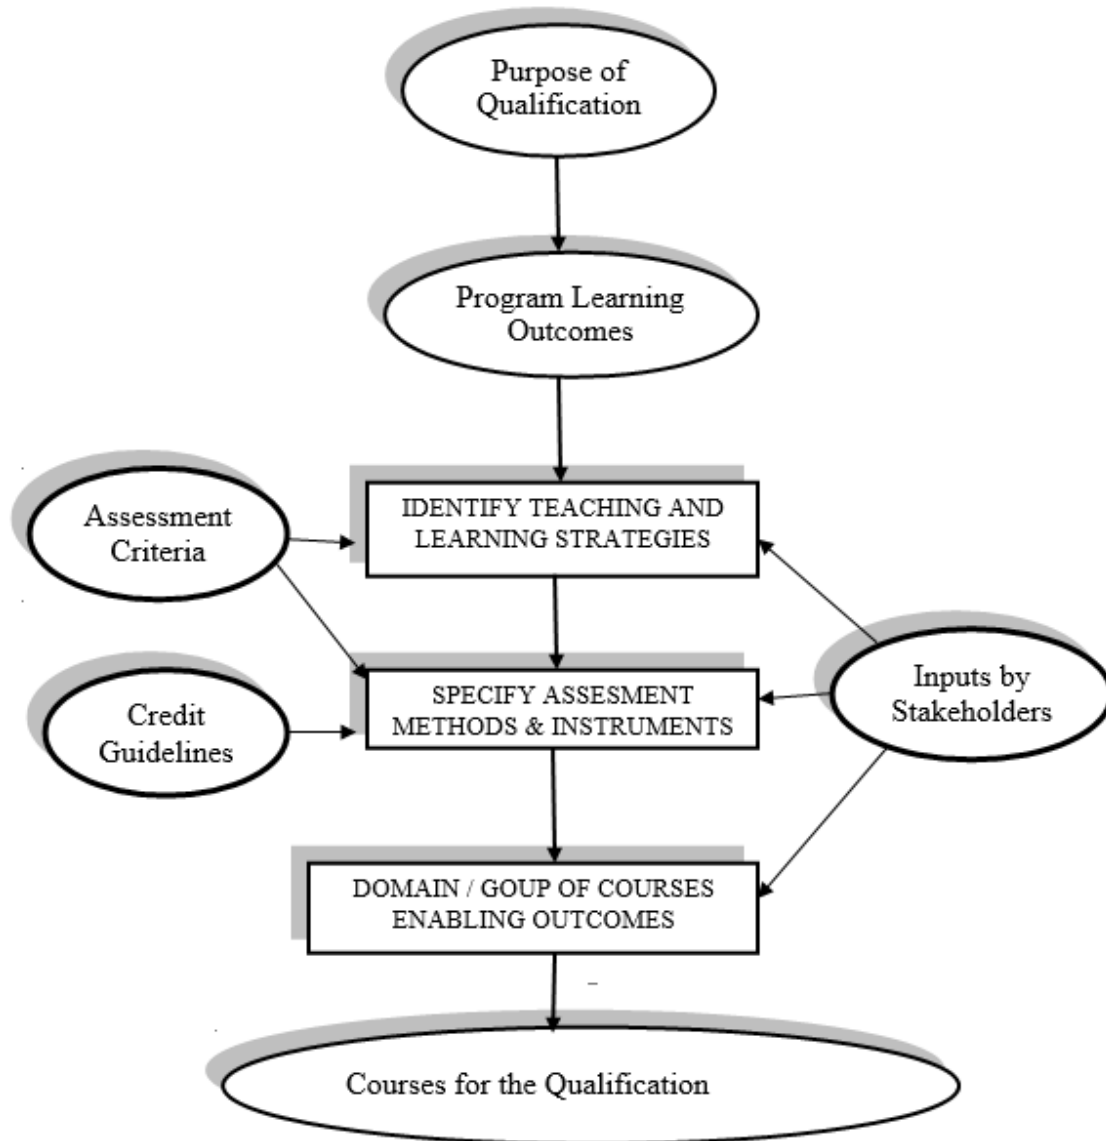 Purpose of
Qualification
Program Learning
Outcomes
Assessment
Criteria
IDENTIFY TEACHING AND
LEARNING STRATEGIES
Credit
Guidelines
SPECIFY ASSESMENT
METHODS & INSTRUMENTS
Inputs by
Stakeholders
DOMAIN / GOUP OF COURSES
ENABLING OUTCOMES
Courses for the Qualification